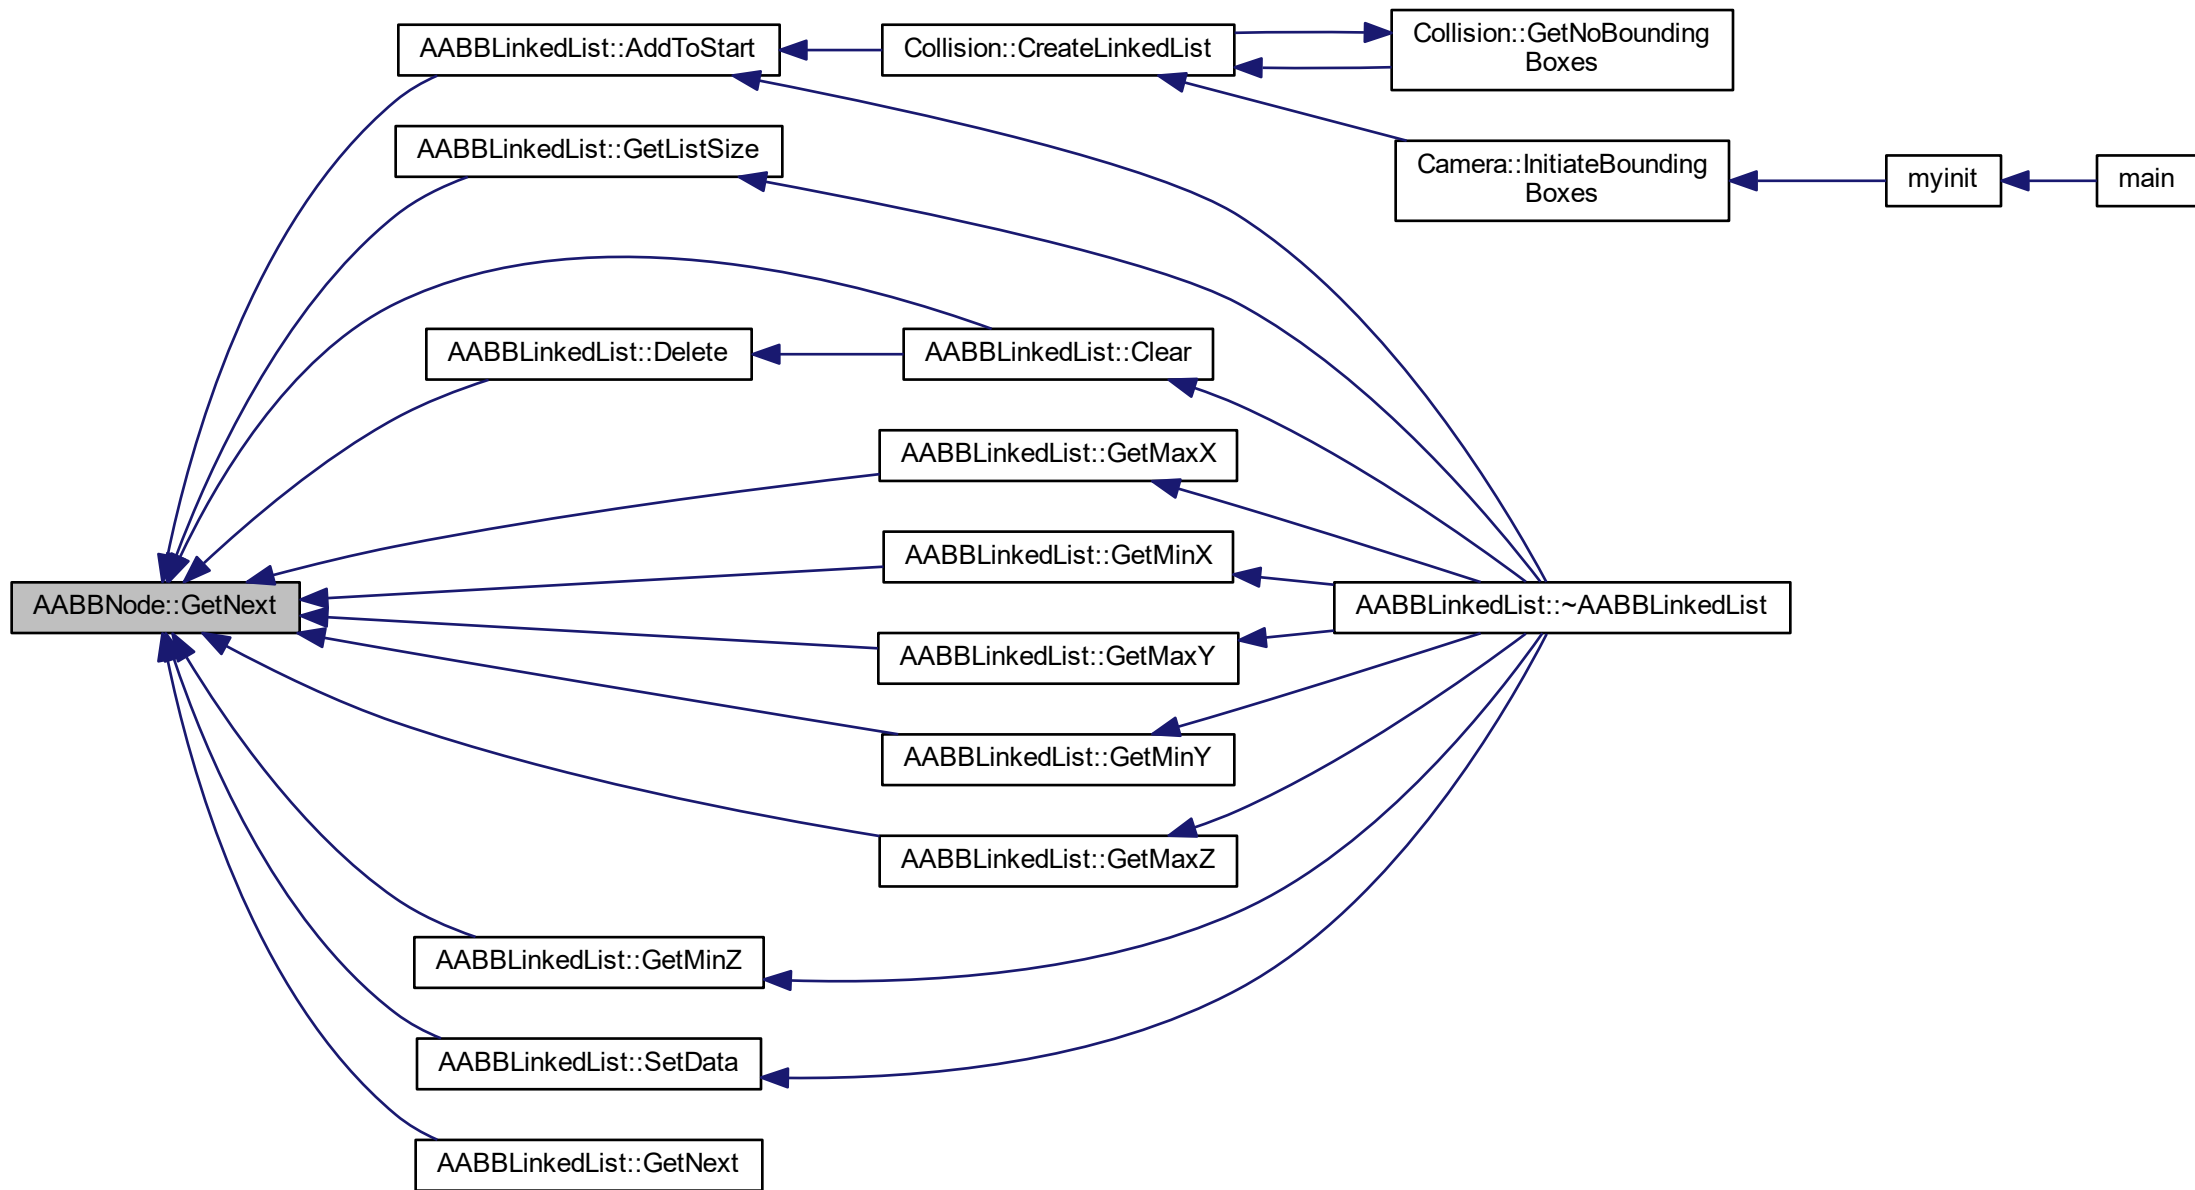 AABBLinkedList::AddToStart
Collision::CreateLinkedList
Collision::GetNoBounding
Boxes
AABBLinkedList::GetListSize
Camera::InitiateBounding
Boxes
myinit
main
AABBLinkedList::Delete
AABBLinkedList::Clear
AABBLinkedList::GetMaxX
AABBLinkedList::GetMinX
AABBNode::GetNext
AABBLinkedList::~AABBLinkedList
AABBLinkedList::GetMaxY
AABBLinkedList::GetMinY
AABBLinkedList::GetMaxZ
AABBLinkedList::GetMinZ
AABBLinkedList::SetData
AABBLinkedList::GetNext